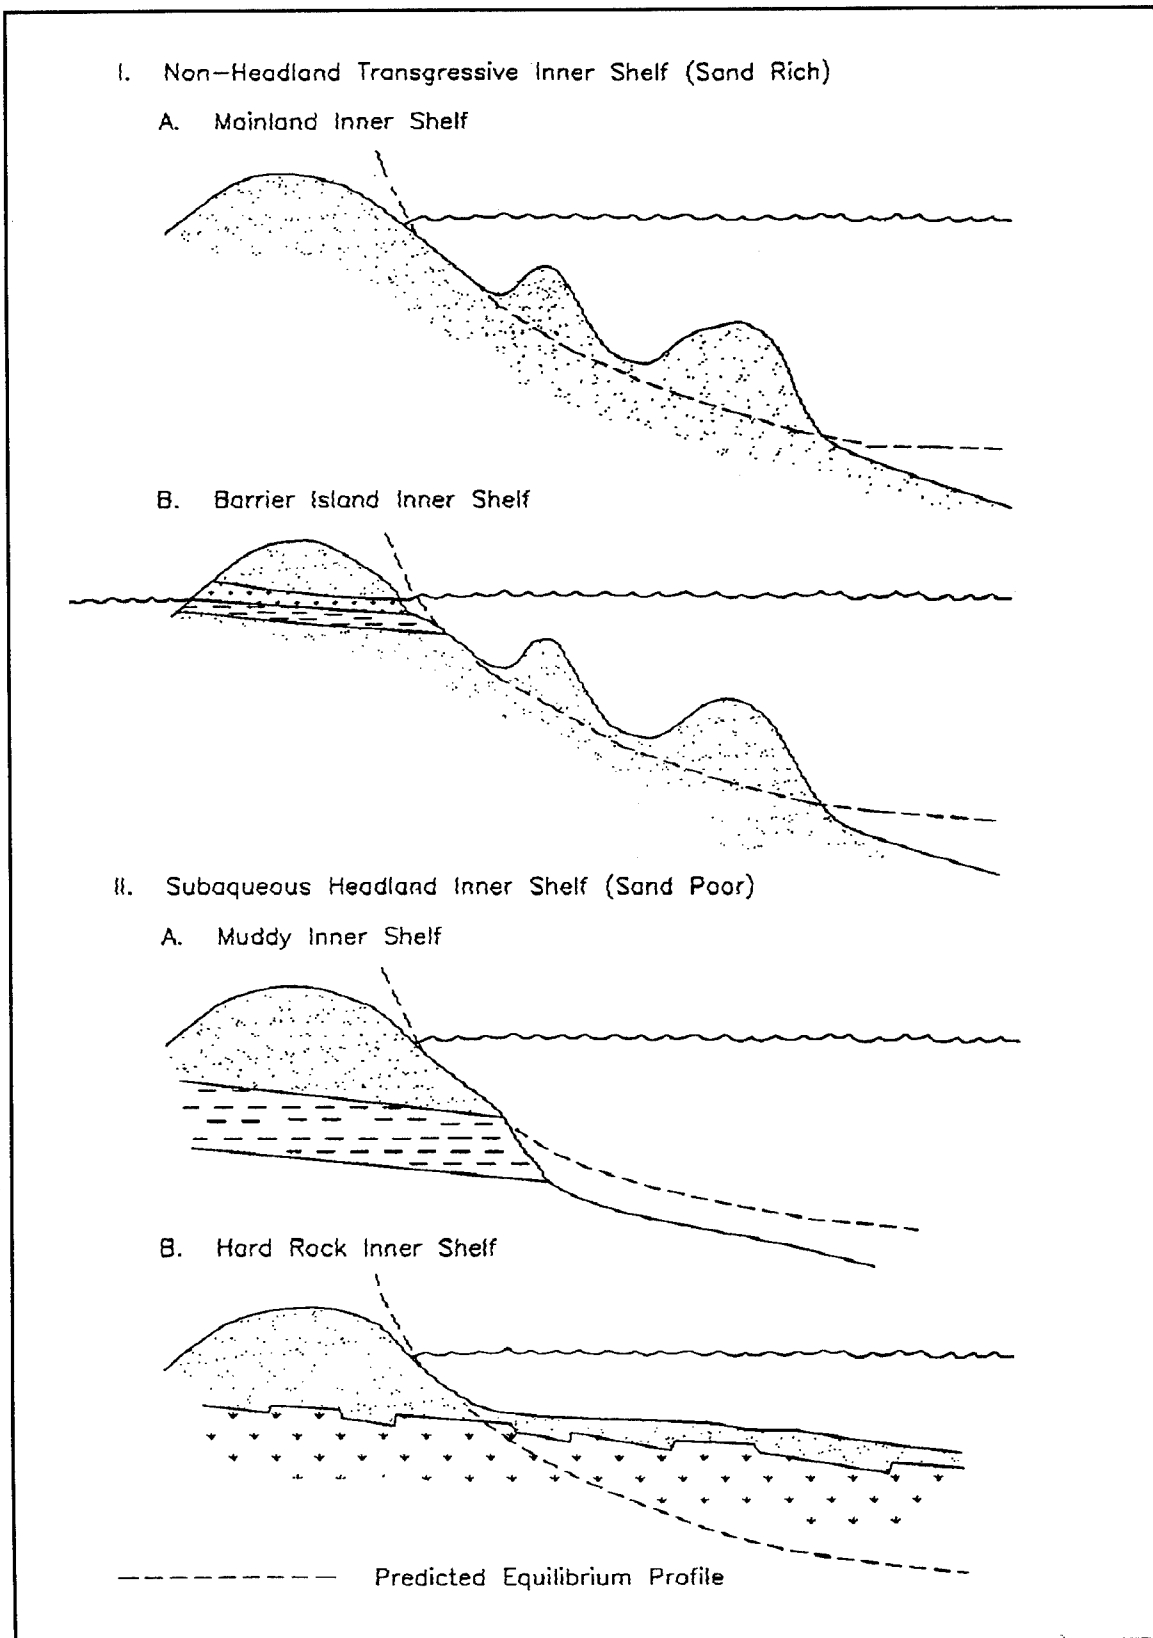 I. Non-Headland Transgressive Inner Shelf (Sand Rich)
A. Mainland Inner Shelf
B. Barrier Island Inner Shelf
II. Subaqueous Headland Inner Shelf (Sand Poor)
A. Muddy Inner Shelf
B. Hard Rock Inner Shelf
Predicted Equilibrium Profile